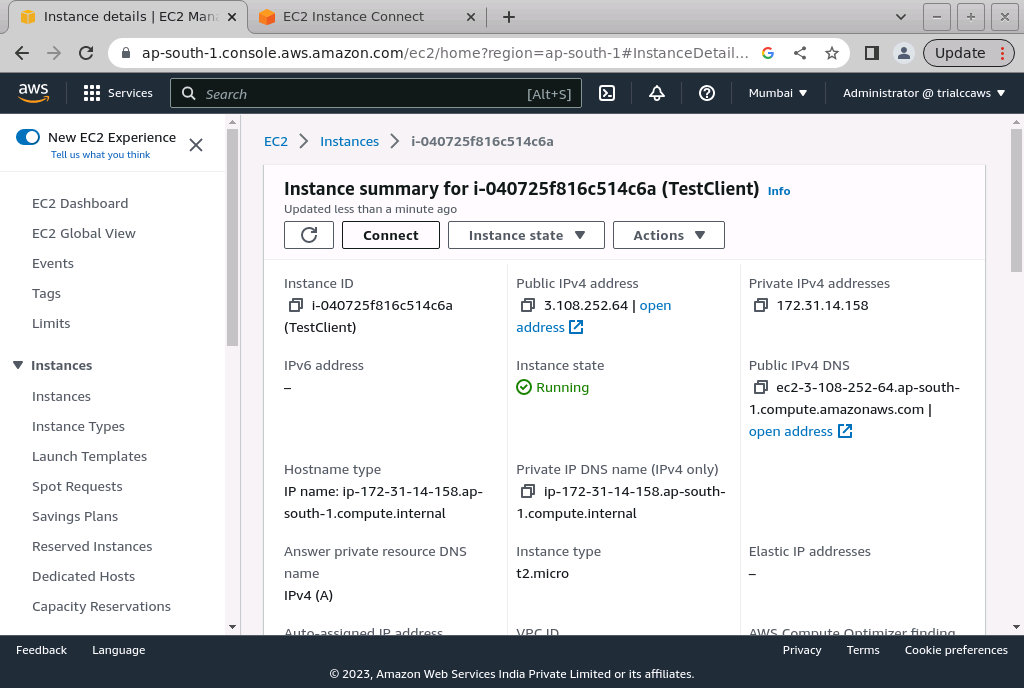 Instance details | EC2 Mana
EC2 Instance Connect
ap-south-1.console.aws.amazon.com/ec2/home?region=ap-south-1#InstanceDetail...
Update
aws
Services
Search
[Alt+S]
Mumbai
Administrator @ trialccaws
New EC2 Experience
Tell us what you think
EC2 Dashboard
EC2 Global View
Events
Tags
Limits
Instances
Instances
Instance Types
Launch Templates
Spot Requests
Savings Plans
Reserved Instances
Dedicated Hosts
Capacity Reservations
EC2
Instances
i-040725f816c514c6a
Instance summary for i-040725f816c514c6a (TestClient) Info
Updated less than a minute ago
Connect
Instance state
Actions
Instance ID
i-040725f816c514c6a
(TestClient)
Public IPv4 address
3.108.252.64 | open
address
Private IPv4 addresses
172.31.14.158
IPv6 address
–
Instance state
Running
Public IPv4 DNS
ec2-3-108-252-64.ap-south-
1.compute.amazonaws.com |
open address
Hostname type
IP name: ip-172-31-14-158.ap-
south-1.compute.internal
Private IP DNS name (IPv4 only)
ip-172-31-14-158.ap-south-
1.compute.internal
Answer private resource DNS
name
IPv4 (A)
Instance type
t2.micro
Elastic IP addresses
–
Auto-assigned IP address
VPC ID
AWS Compute Optimizer finding
Feedback
Language
Privacy
Terms
Cookie preferences
© 2023, Amazon Web Services India Private Limited or its affiliates.